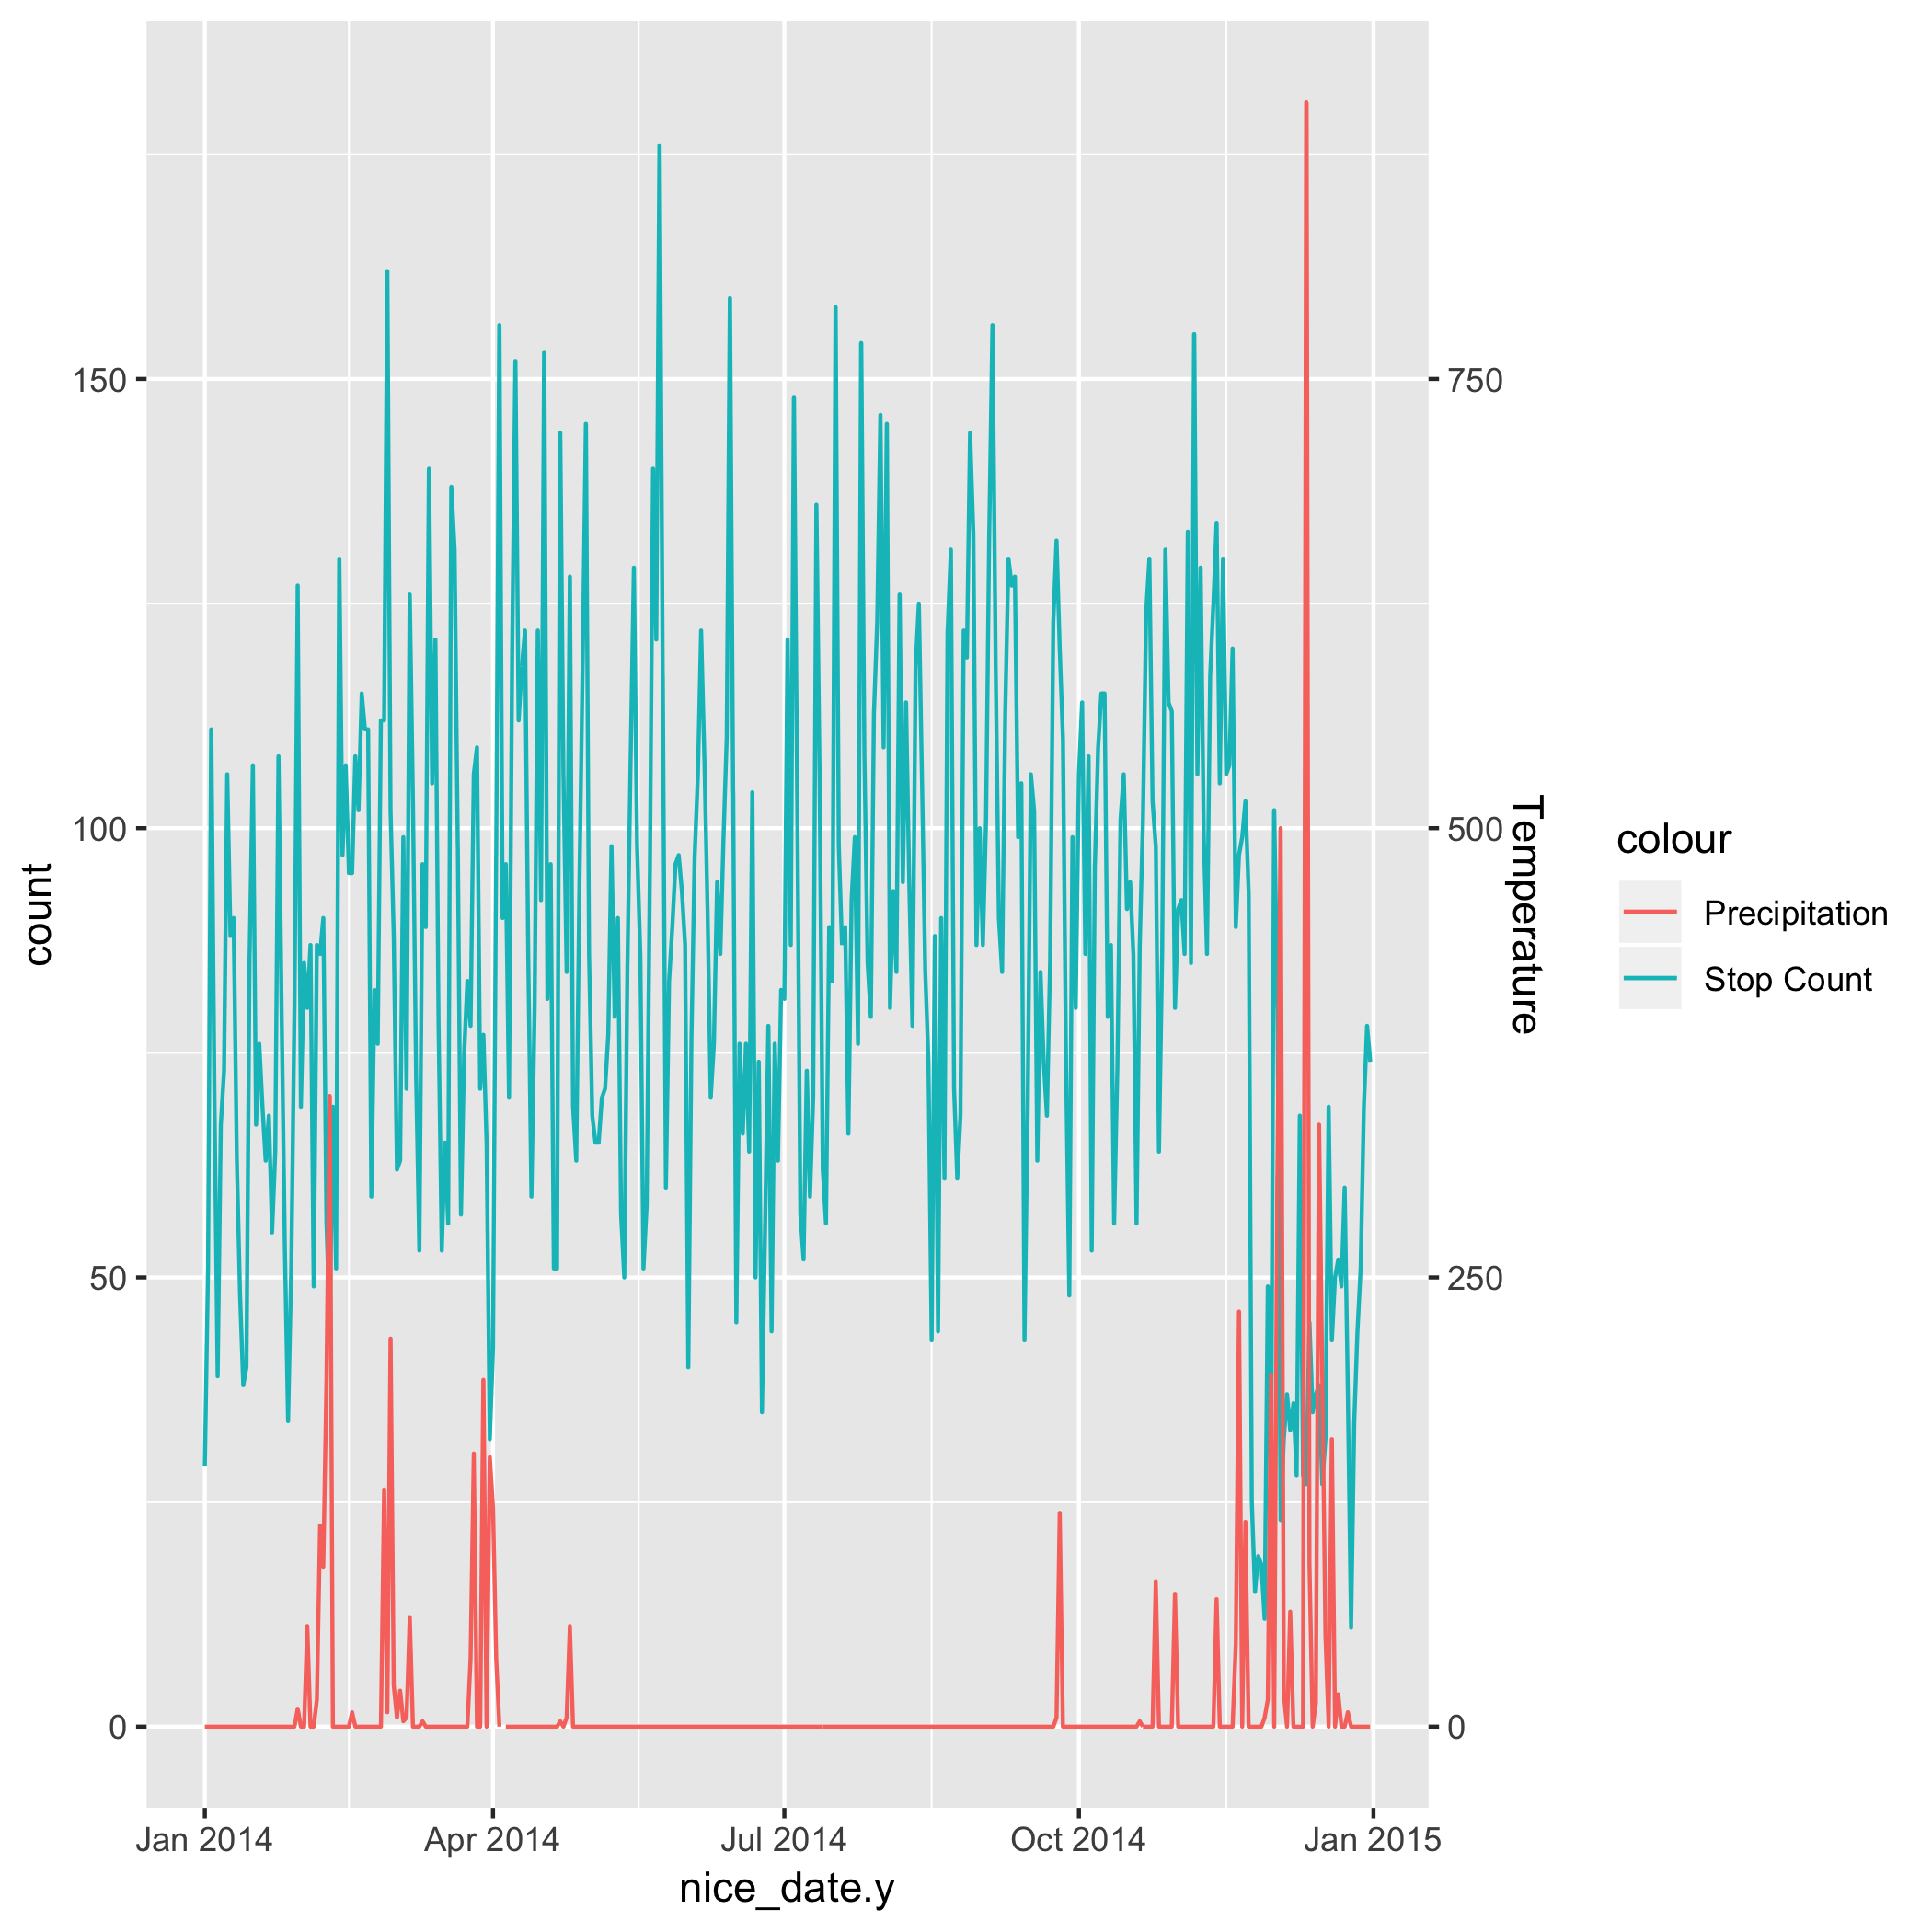 count
150
100
50
0
750
500
250
0
Temperature
Jan 2014 Apr 2014 Jul 2014 Oct 2014 Jan 2015
nice_date.y
colour
Precipitation
Stop Count